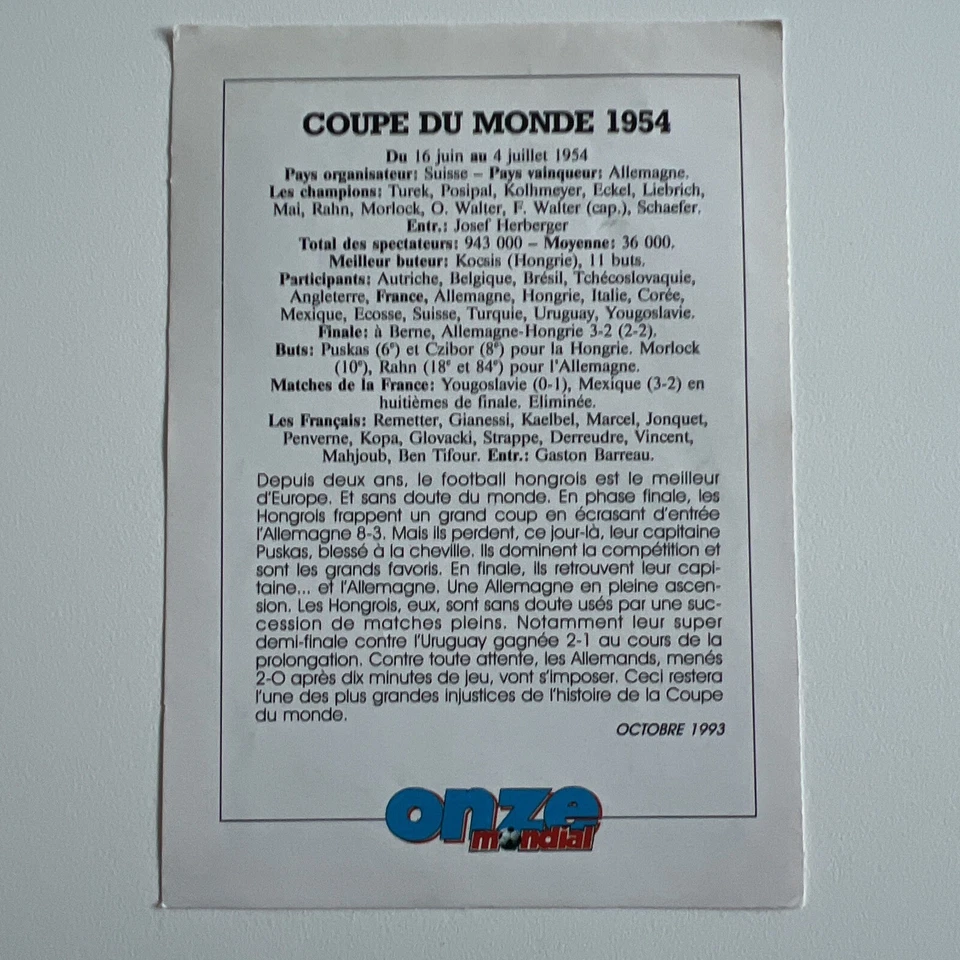 COUPE DU MONDE 1954
Du 16 juin au 4 juillet 1954
Pays organisateur: Suisse – Pays vainqueur: Allemagne.
Les champions: Turek, Posipal, Kolhmeyer, Eckel, Liebrich,
Mai, Rahn, Morlock, O. Walter, F. Walter (cap.), Schaefer.
Entr.: Josef Herberger
Total des spectateurs: 943 000 – Moyenne: 36 000.
Meilleur buteur: Kocsis (Hongrie), 11 buts.
Participants: Autriche, Belgique, Brésil, Tchécoslovaquie,
Angleterre, France, Allemagne, Hongrie, Italie, Corée,
Mexique, Ecosse, Suisse, Turquie, Uruguay, Yougoslavie.
Finale: à Berne, Allemagne-Hongrie 3-2 (2-2).
Buts: Puskas (6e) et Czibor (8e) pour la Hongrie. Morlock
(10e), Rahn (18e et 84e) pour l'Allemagne.
Matches de la France: Yougoslavie (0-1), Mexique (3-2) en
huitièmes de finale. Eliminée.
Les Français: Remetter, Gianessi, Kaelbel, Marcel, Jonquet,
Penverne, Kopa, Glovacki, Strappe, Derreudre, Vincent,
Mahjoub, Ben Tifour. Entr.: Gaston Barreau.
Depuis deux ans, le football hongrois est le meilleur
d'Europe. Et sans doute du monde. En phase finale, les
Hongrois frappent un grand coup en écrasant d'entrée
l'Allemagne 8-3. Mais ils perdent, ce jour-là, leur capitaine
Puskas, blessé à la cheville. Ils dominent la compétition et
sont les grands favoris. En finale, ils retrouvent leur capi-
taine... et l'Allemagne. Une Allemagne en pleine ascen-
sion. Les Hongrois, eux, sont sans doute usés par une suc-
cession de matches pleins. Notamment leur super
demi-finale contre l'Uruguay gagnée 2-1 au cours de la
prolongation. Contre toute attente, les Allemands, menés
2-O après dix minutes de jeu, vont s'imposer. Ceci restera
l'une des plus grandes injustices de l'histoire de la Coupe
du monde.
OCTOBRE 1993
onze
mondial